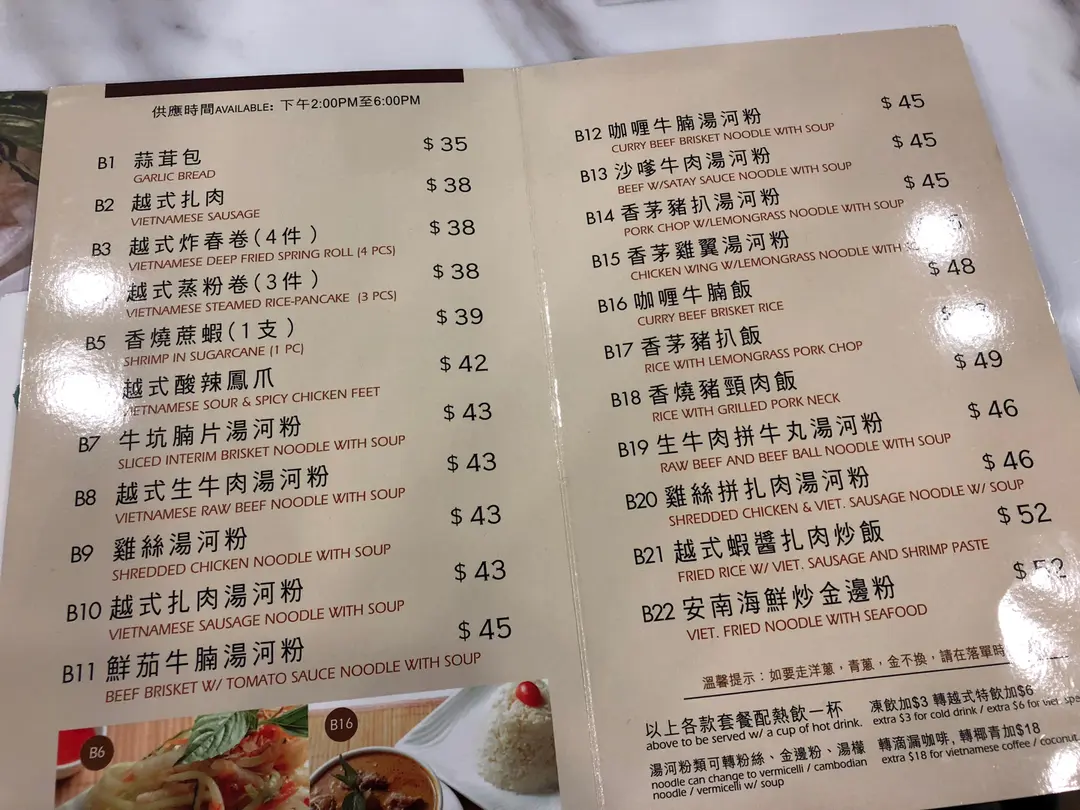 供應時間AVAILABLE: 下午2:00PM至6:00PM
B1 蒜茸包 $ 35
GARLIC BREAD
B2 越式扎肉 $ 38
VIETNAMESE SAUSAGE
B3 越式炸春卷(4件) $ 38
VIETNAMESE DEEP FRIED SPRING ROLL (4 PCS)
越式蒸粉卷(3件) $ 38
VIETNAMESE STEAMED RICE-PANCAKE (3 PCS)
B5 香燒蔗蝦(1支) $ 39
SHRIMP IN SUGARCANE (1 PC)
越式酸辣鳳爪 $ 42
VIETNAMESE SOUR & SPICY CHICKEN FEET
B7 牛坑腩片湯河粉 $ 43
SLICED INTERIM BRISKET NOODLE WITH SOUP
B8 越式生牛肉湯河粉 $ 43
VIETNAMESE RAW BEEF NOODLE WITH SOUP
B9 雞絲湯河粉 $ 43
SHREDDED CHICKEN NOODLE WITH SOUP
B10 越式扎肉湯河粉 $ 43
VIETNAMESE SAUSAGE NOODLE WITH SOUP
B11 鮮茄牛腩湯河粉 $ 45
BEEF BRISKET W/ TOMATO SAUCE NOODLE WITH SOUP
B6
B16
B12 咖喱牛腩湯河粉 $ 45
CURRY BEEF BRISKET NOODLE WITH SOUP
B13 沙嗲牛肉湯河粉 $ 45
BEEF W/SATAY SAUCE NOODLE WITH SOUP
B14 香茅豬扒湯河粉 $ 45
PORK CHOP W/LEMONGRASS NOODLE WITH SOUP
B15 香茅雞翼湯河粉
CHICKEN WING W/LEMONGRASS NOODLE WITH
B16 咖喱牛腩飯 $ 48
CURRY BEEF BRISKET RICE
B17 香茅豬扒飯
RICE WITH LEMONGRASS PORK CHOP
B18 香燒豬頸肉飯 $ 49
RICE WITH GRILLED PORK NECK
B19 生牛肉拼牛丸湯河粉 $ 46
RAW BEEF AND BEEF BALL NOODLE WITH SOUP
B20 雞絲拼扎肉湯河粉 $ 46
SHREDDED CHICKEN & VIET. SAUSAGE NOODLE W/ SOUP
B21 越式蝦醬扎肉炒飯 $ 52
FRIED RICE W/ VIET. SAUSAGE AND SHRIMP PASTE
B22 安南海鮮炒金邊粉 $ 52
VIET. FRIED NOODLE WITH SEAFOOD
溫馨提示：如要走洋蔥，青蔥，金不換，請在落單時
以上各款套餐配熱飲一杯 凍飲加$3 轉越式特飲加$6
above to be served w/ a cup of hot drink. extra $3 for cold drink / extra $6 for viet.
湯河粉類可轉粉絲、金邊粉、湯檬 轉滴漏咖啡，轉椰青加$18
noodle can change to vermicelli / cambodian extra $18 for vietnamese coffee / coconut
noodle / vermicelli w/ soup